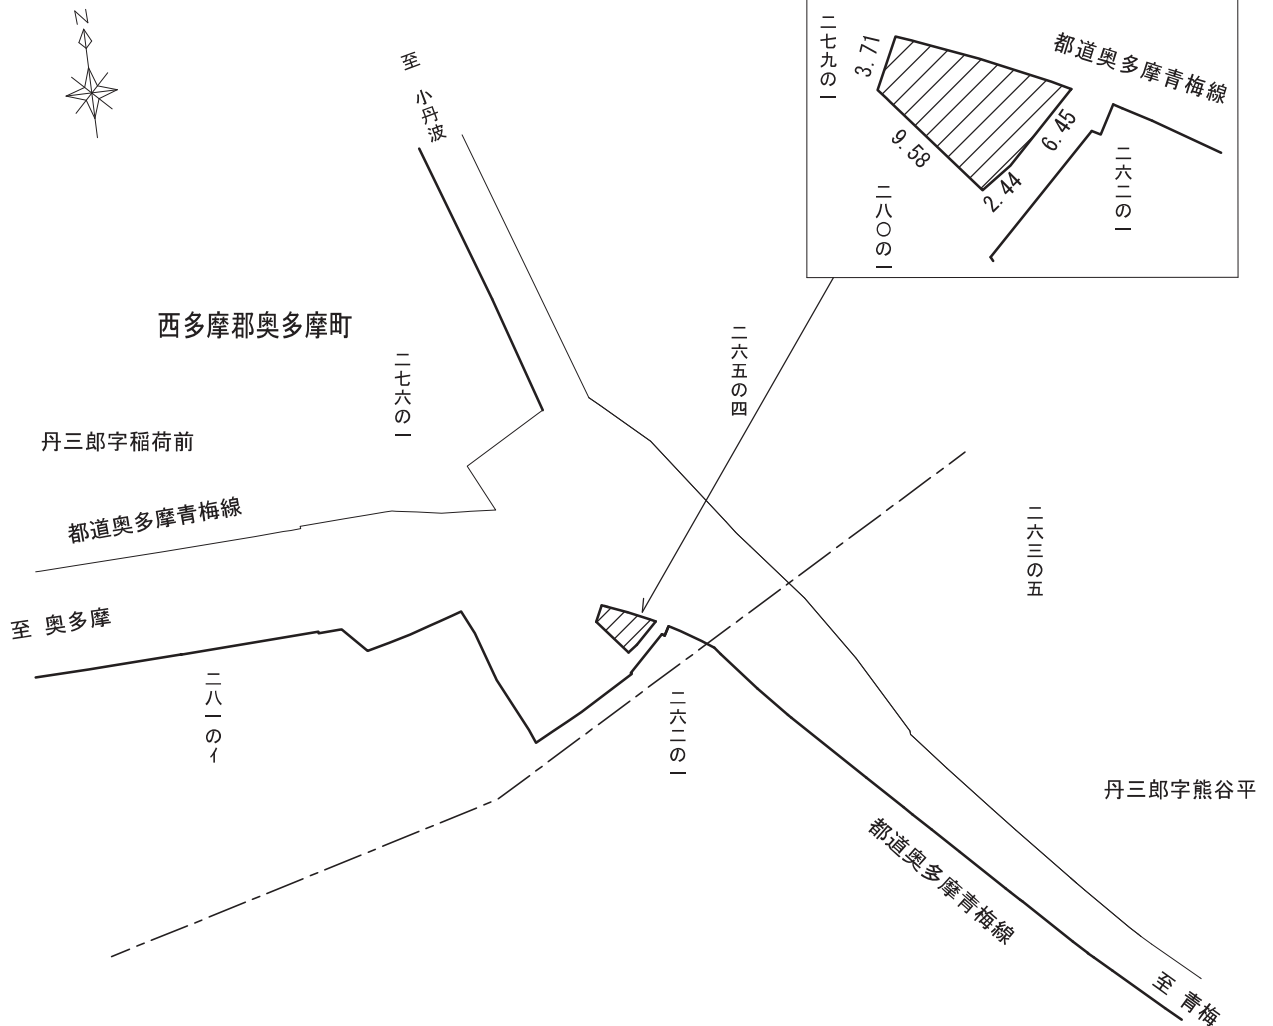 N
二七九の一
3.71
9.58
6.45
2.44
都道奥多摩青梅線
二六二の一
二八〇の一
至 小丹波
西多摩郡奥多摩町
二七六の一
二六五の四
丹三郎字稲荷前
都道奥多摩青梅線
二六三の五
至 奥多摩
二八一のイ
二六二の一
丹三郎字熊谷平
都道奥多摩青梅線
至 青梅